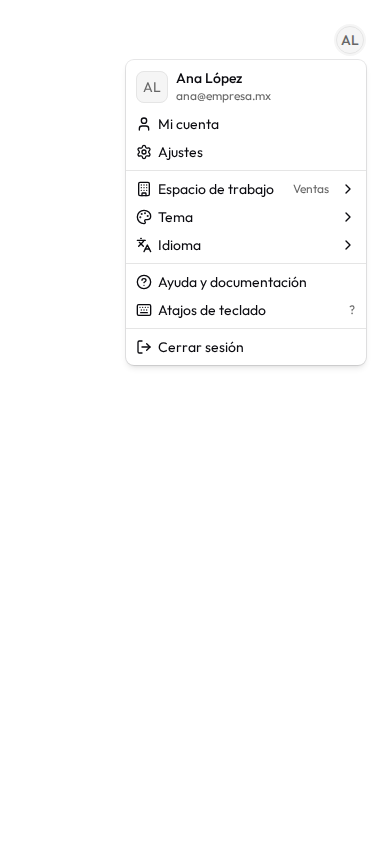 AL
AL
Ana López
ana@empresa.mx
Mi cuenta
Ajustes
Espacio de trabajo Ventas
Tema
Idioma
Ayuda y documentación
Atajos de teclado ?
Cerrar sesión